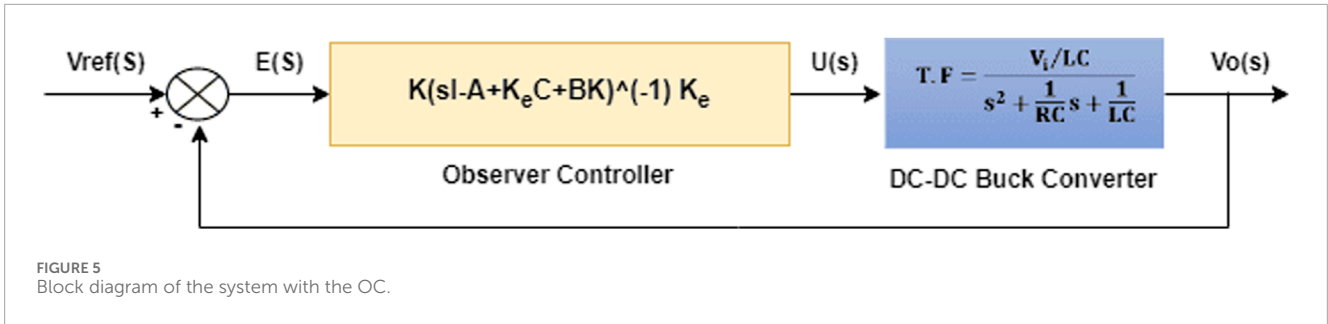 Vref(S)
E(S)
K(sI-A+KₑC+BK)^(-1) Kₑ
U(s)
T.F = (Vᵢ/LC)/(s² + (1/RC)s + (1/LC))
Vo(s)
+
-
Observer Controller
DC-DC Buck Converter
FIGURE 5
Block diagram of the system with the OC.